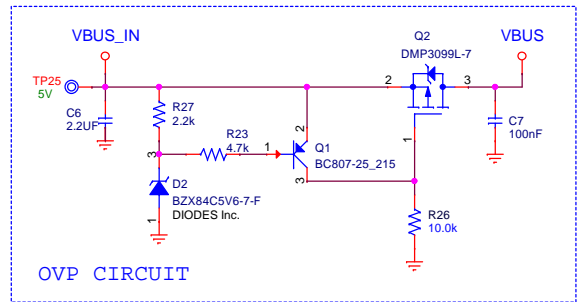 VBUS_IN
Q2
DMP3099L-7
VBUS
TP25
5V
2
3
C6
2.2UF
R27
2.2k
R23
4.7k
1
2
Q1
BC807-25_215
3
1
C7
100nF
3
D2
BZX84C5V6-7-F
DIODES Inc.
1
R26
10.0k
OVP CIRCUIT